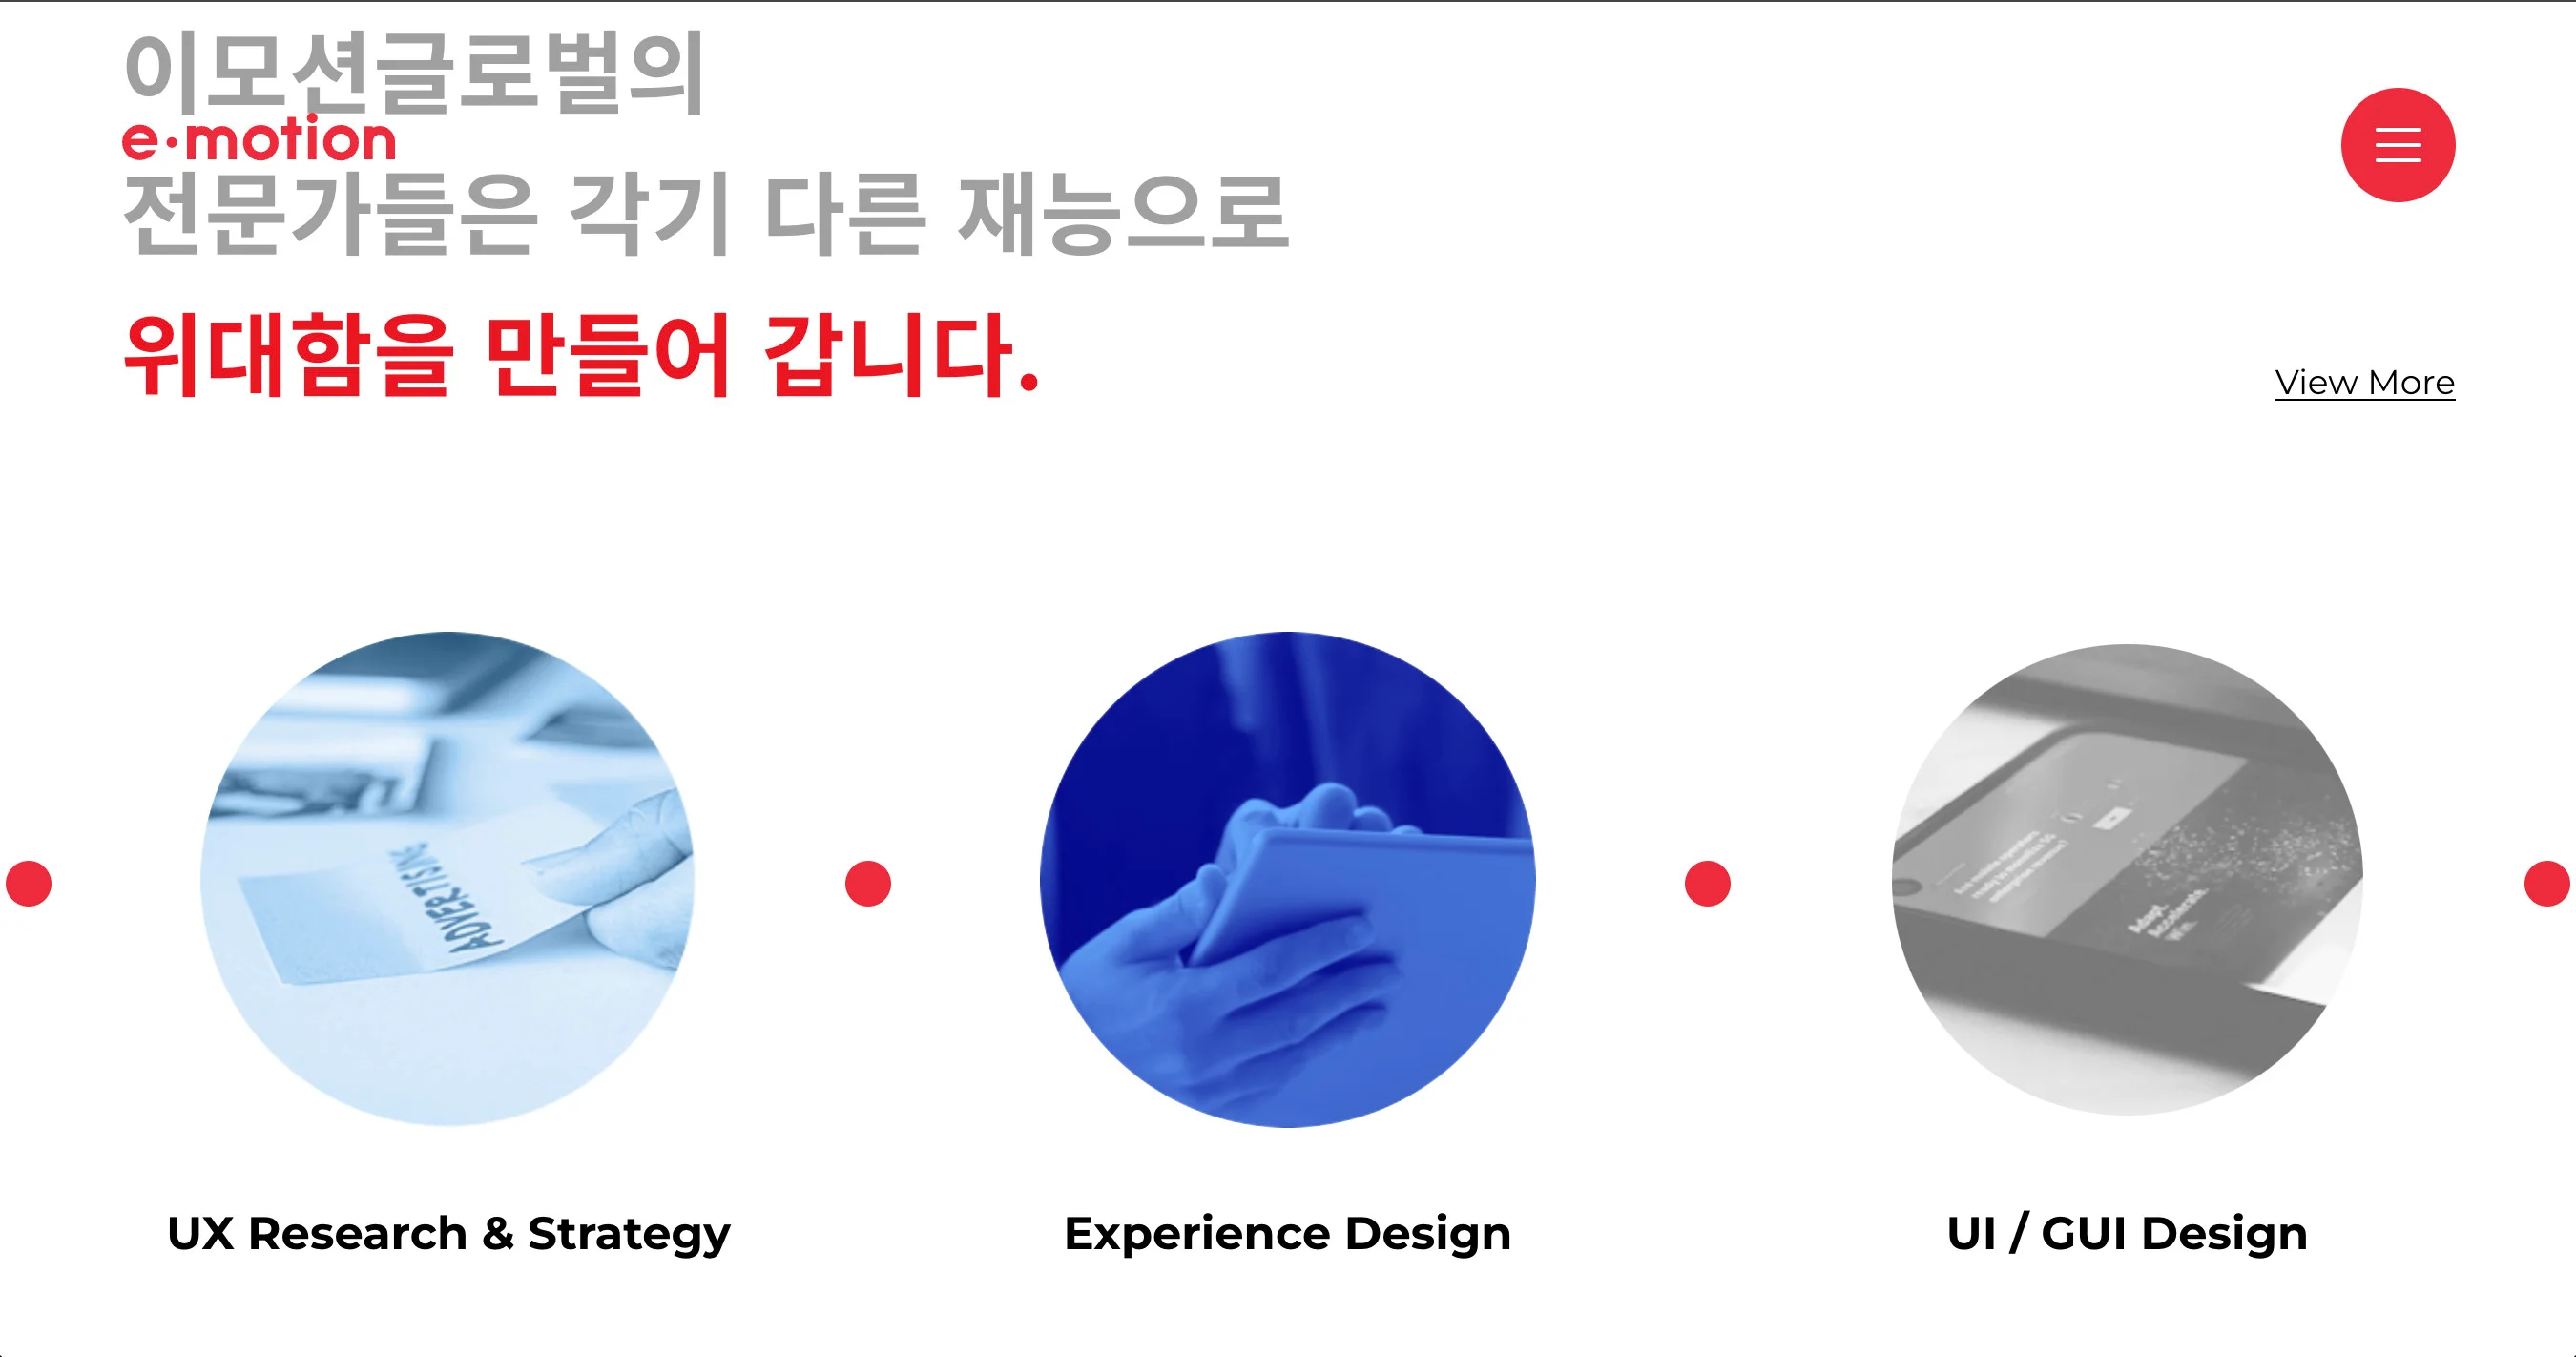 이모션글로벌의
e·motion
전문가들은 각기 다른 재능으로
위대함을 만들어 갑니다.
View More
ADVERTISING
Adapt.
Accelerate.
Win.
UX Research & Strategy
Experience Design
UI / GUI Design